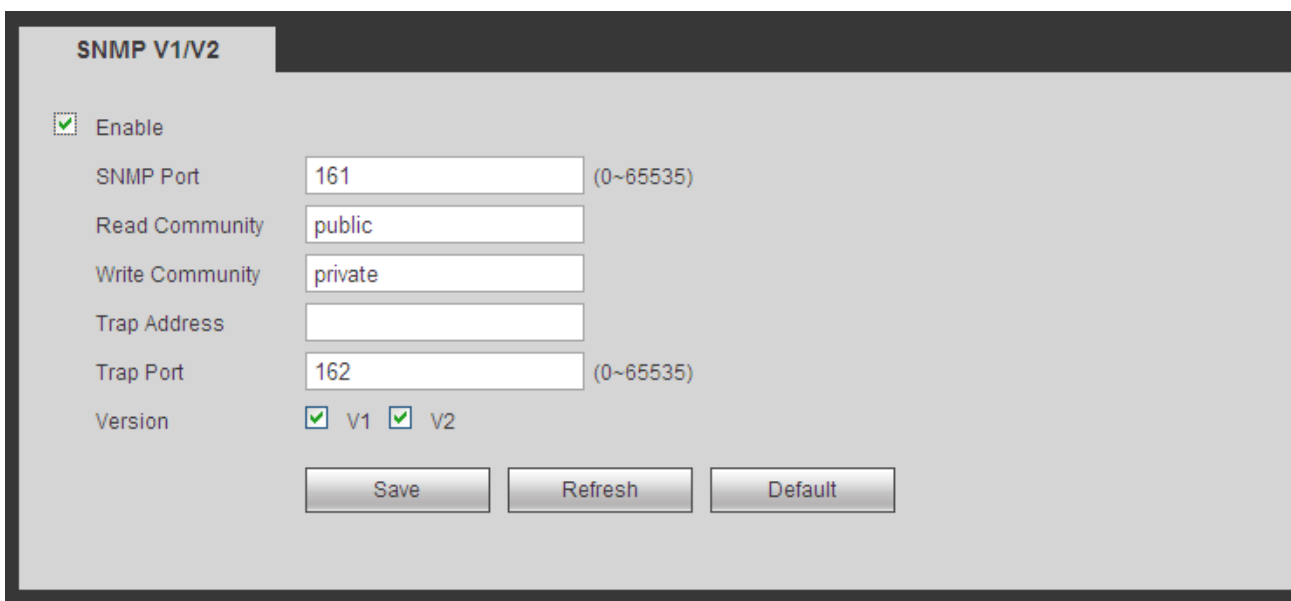 SNMP V1/V2
Enable
SNMP Port 161 (0~65535)
Read Community public
Write Community private
Trap Address
Trap Port 162 (0~65535)
Version V1 V2
Save Refresh Default